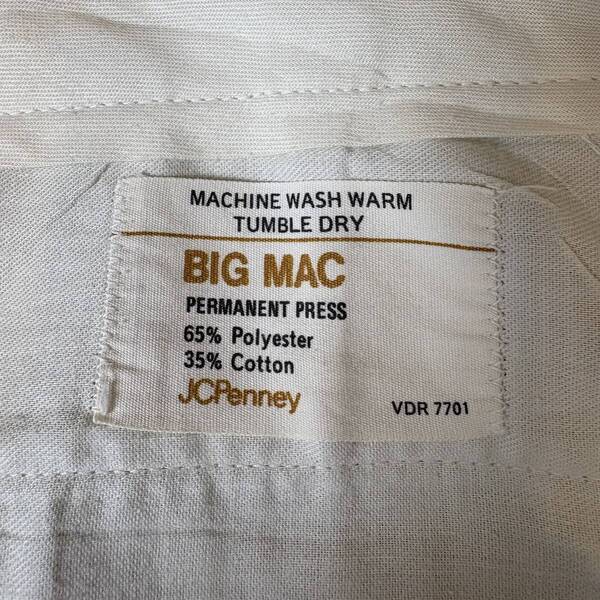 MACHINE WASH WARM
TUMBLE DRY
BIG MAC
PERMANENT PRESS
65% Polyester
35% Cotton
JCPenney
VDR 7701